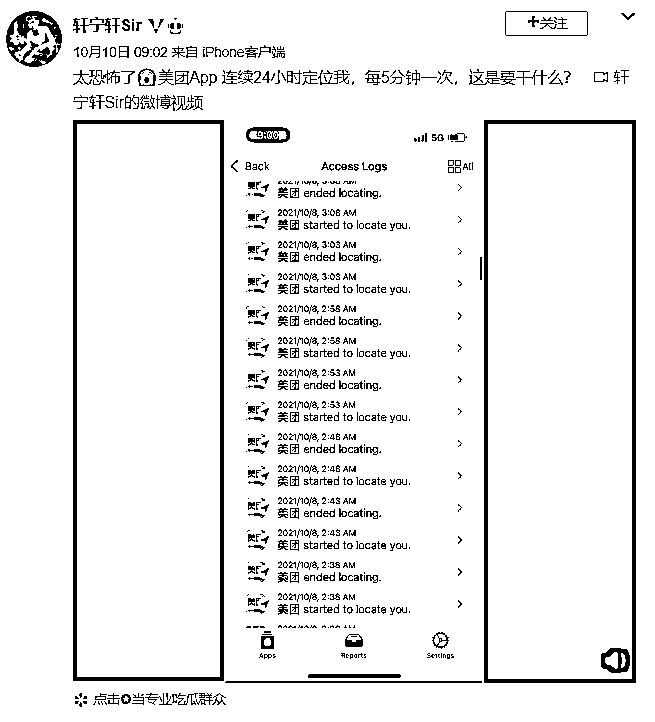 轩宁轩Sir
+关注
10月10日 09:02 来自 iPhone客户端
太恐怖了美团App 连续24小时定位我，每5分钟一次，这是要干什么？ 轩
宁轩Sir的微博视频
9:00
5G
Back
Access Logs
All
美团 ended locating.
2021/10/8, 3:08 AM
美团 started to locate you.
2021/10/8, 3:03 AM
美团 ended locating.
2021/10/8, 3:03 AM
美团 started to locate you.
2021/10/8, 2:58 AM
美团 ended locating.
2021/10/8, 2:58 AM
美团 started to locate you.
2021/10/8, 2:53 AM
美团 ended locating.
2021/10/8, 2:53 AM
美团 started to locate you.
2021/10/8, 2:48 AM
美团 ended locating.
2021/10/8, 2:48 AM
美团 started to locate you.
2021/10/8, 2:43 AM
美团 ended locating.
2021/10/8, 2:43 AM
美团 started to locate you.
2021/10/8, 2:38 AM
美团 ended locating.
2021/10/8, 2:38 AM
美团 started to locate you.
Apps
Reports
Settings
点击当专业吃瓜群众